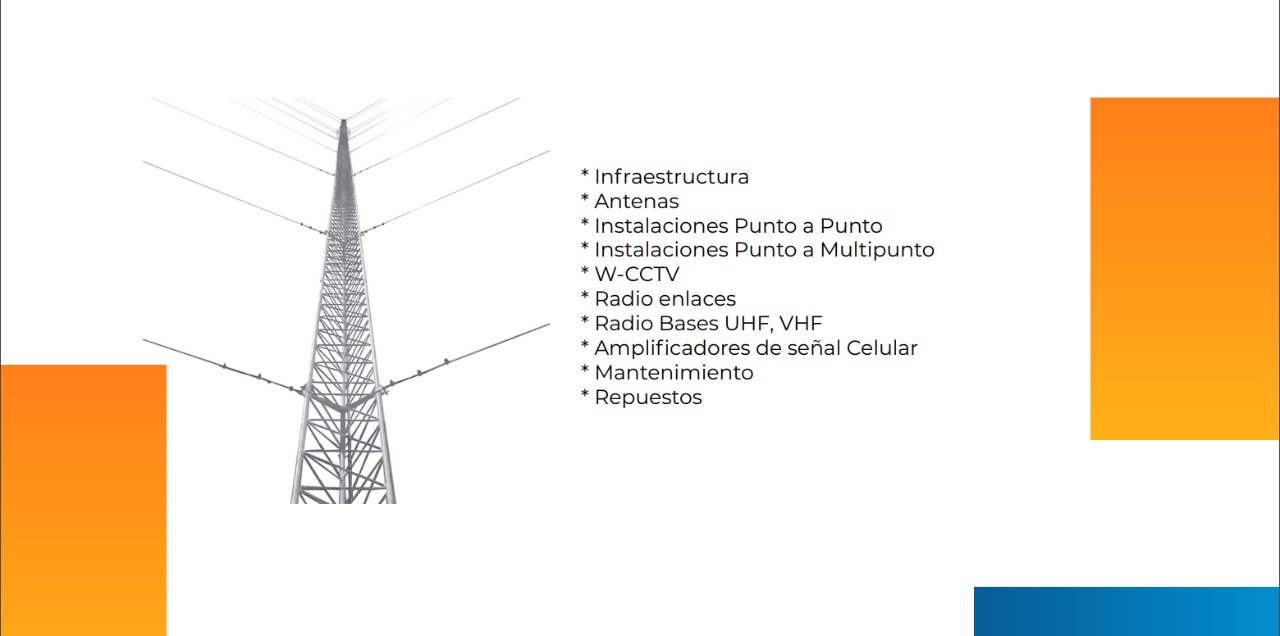 * Infraestructura
* Antenas
* Instalaciones Punto a Punto
* Instalaciones Punto a Multipunto
* W-CCTV
* Radio enlaces
* Radio Bases UHF, VHF
* Amplificadores de señal Celular
* Mantenimiento
* Repuestos